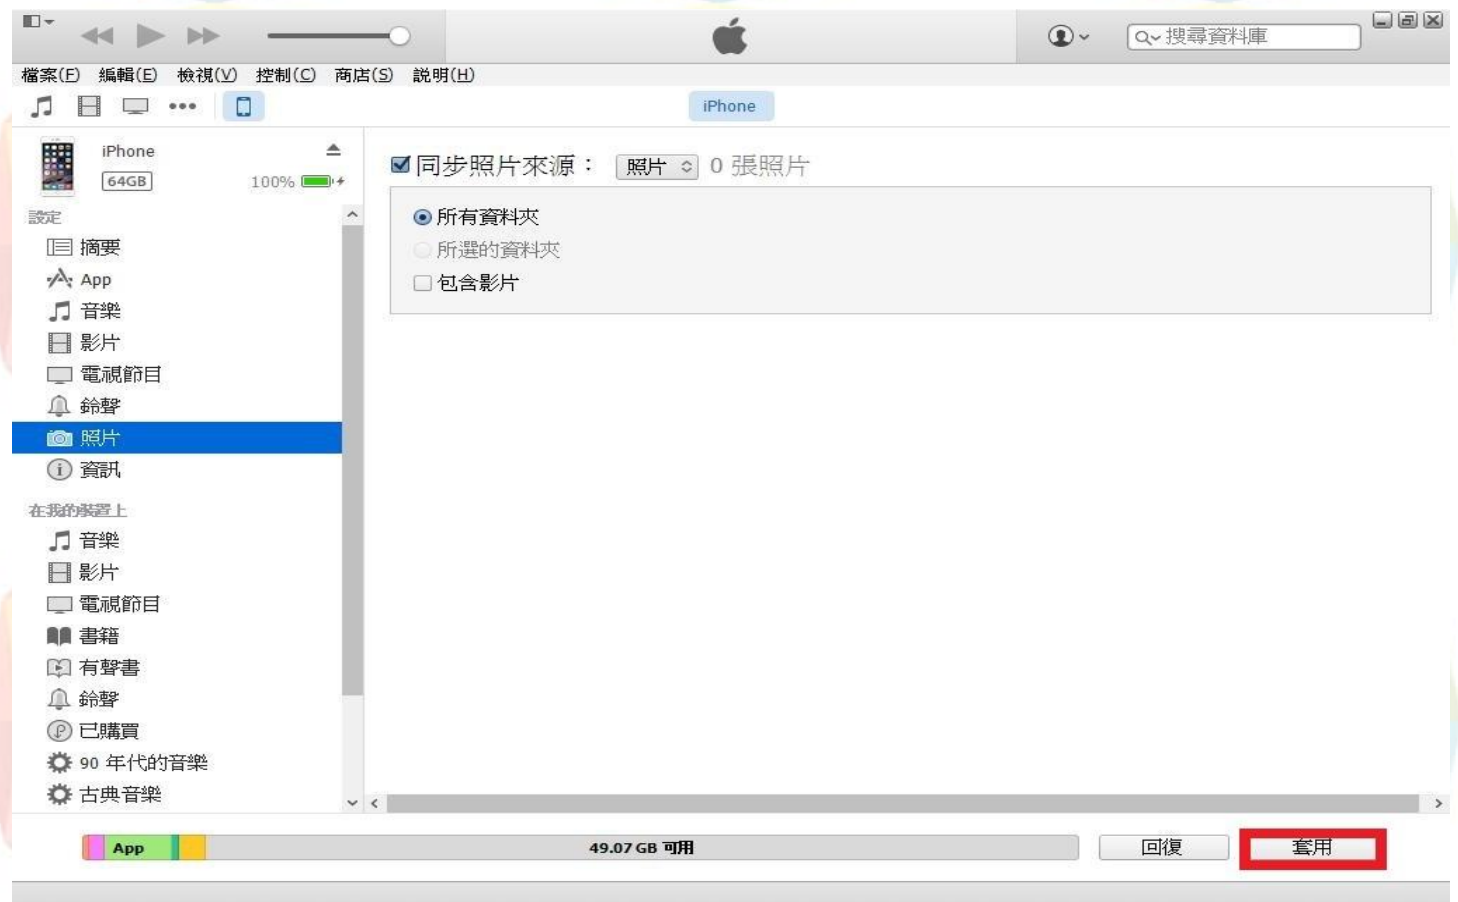 搜尋資料庫
檔案(F) 編輯(E) 檢視(V) 控制(C) 商店(S) 說明(H)
iPhone
iPhone
64GB 100%
同步照片來源： 照片 0 張照片
設定
所有資料夾
所選的資料夾
包含影片
摘要
App
音樂
影片
電視節目
鈴聲
照片
資訊
在我的裝置上
音樂
影片
電視節目
書籍
有聲書
鈴聲
已購買
90 年代的音樂
古典音樂
App 49.07 GB 可用 回復 套用